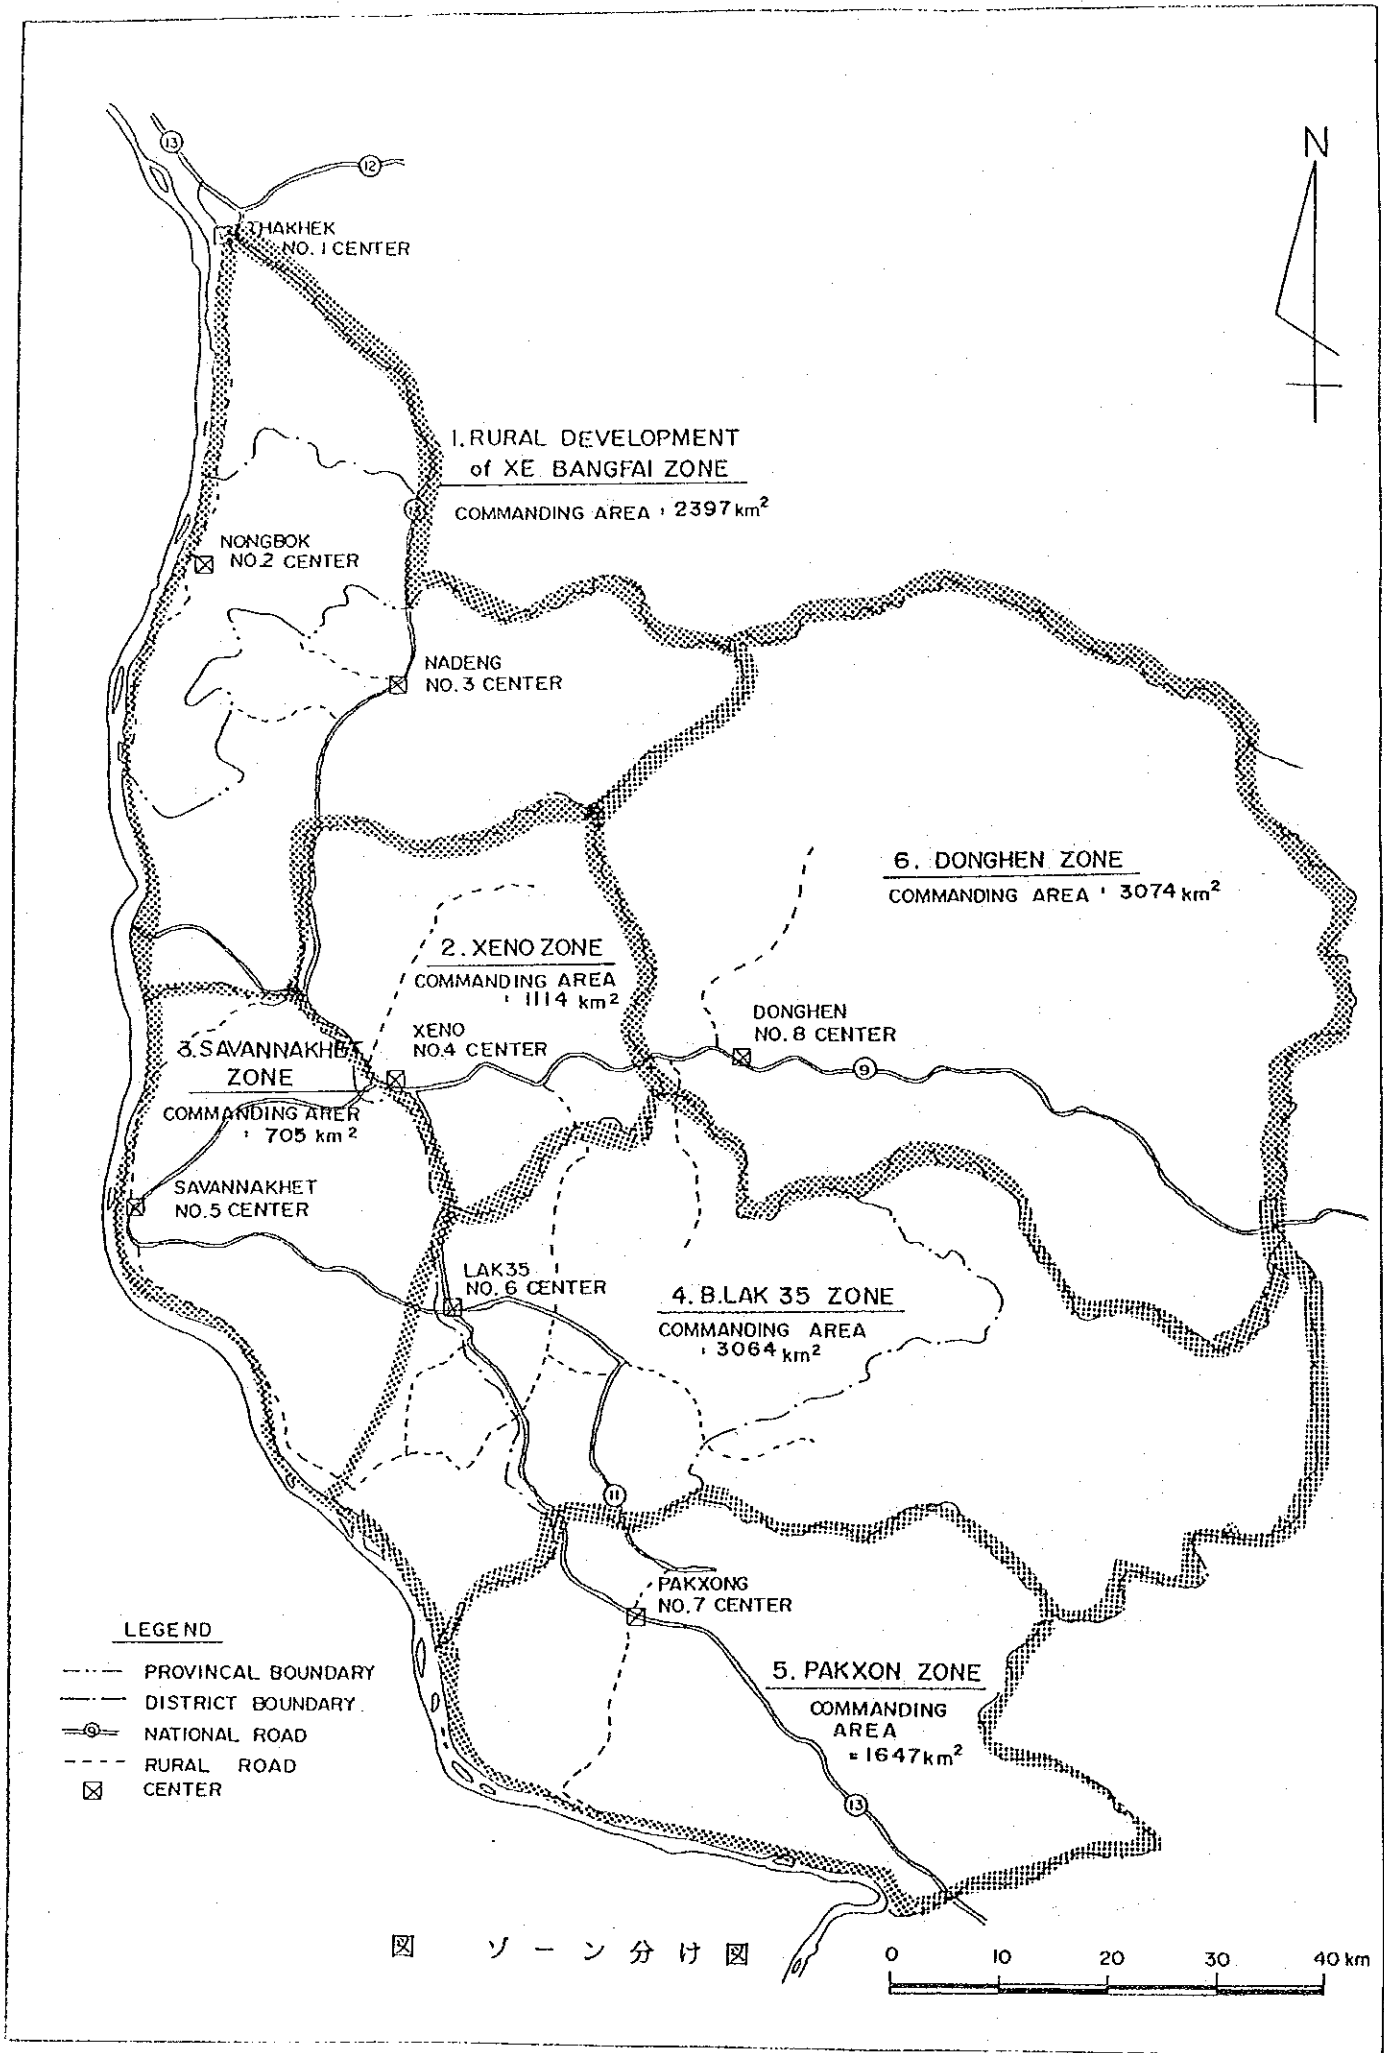 13
12
N
THAKHEK
NO. 1 CENTER
1. RURAL DEVELOPMENT
of XE BANGFAI ZONE
COMMANDING AREA : 2397 km²
NONGBOK
NO.2 CENTER
NADENG
NO. 3 CENTER
6. DONGHEN ZONE
COMMANDING AREA : 3074 km²
2. XENO ZONE
COMMANDING AREA
: 1114 km²
DONGHEN
NO. 8 CENTER
XENO
NO.4 CENTER
9
3. SAVANNAKHET
ZONE
COMMANDING AREA
: 705 km²
SAVANNAKHET
NO.5 CENTER
LAK35
NO. 6 CENTER
4. B.LAK 35 ZONE
COMMANDING AREA
: 3064 km²
11
PAKXONG
NO.7 CENTER
5. PAKXON ZONE
COMMANDING
AREA
= 1647 km²
13
LEGEND
PROVINCAL BOUNDARY
DISTRICT BOUNDARY.
9 NATIONAL ROAD
RURAL ROAD
CENTER
図 ゾーン分け図
0 10 20 30 40 km